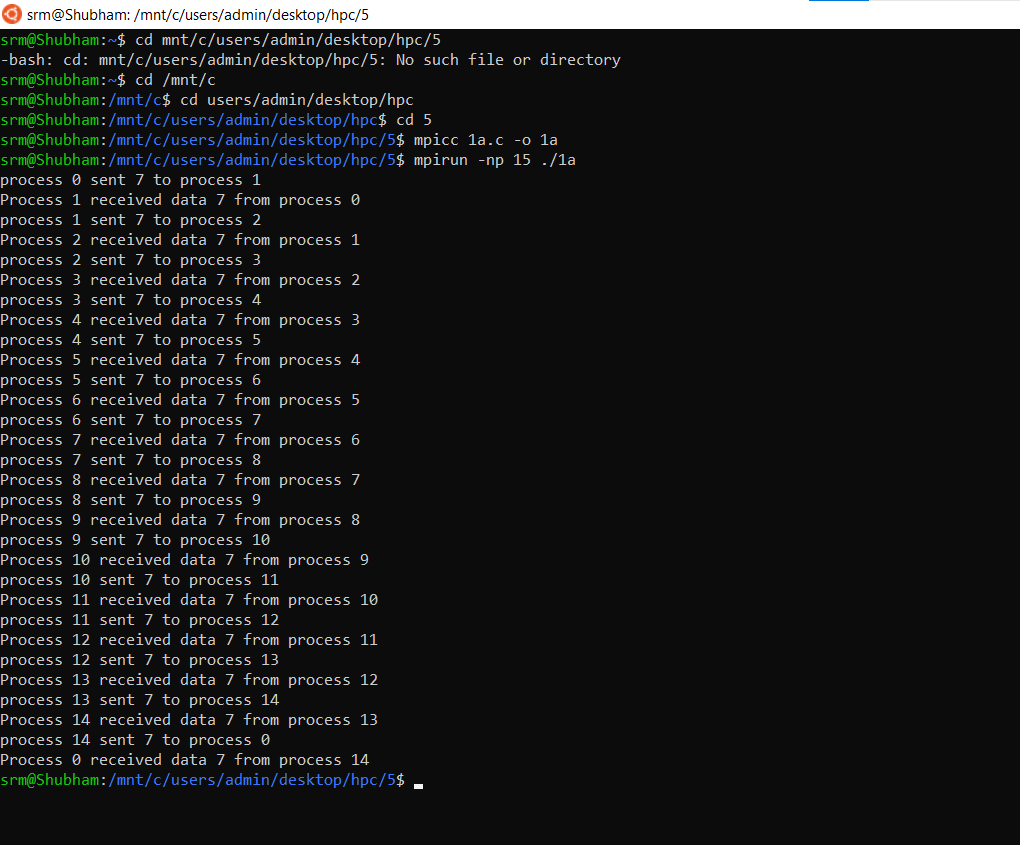 srm@Shubham: /mnt/c/users/admin/desktop/hpc/5
srm@Shubham:~$ cd mnt/c/users/admin/desktop/hpc/5
-bash: cd: mnt/c/users/admin/desktop/hpc/5: No such file or directory
srm@Shubham:~$ cd /mnt/c
srm@Shubham:/mnt/c$ cd users/admin/desktop/hpc
srm@Shubham:/mnt/c/users/admin/desktop/hpc$ cd 5
srm@Shubham:/mnt/c/users/admin/desktop/hpc/5$ mpicc 1a.c -o 1a
srm@Shubham:/mnt/c/users/admin/desktop/hpc/5$ mpirun -np 15 ./1a
process 0 sent 7 to process 1
Process 1 received data 7 from process 0
process 1 sent 7 to process 2
Process 2 received data 7 from process 1
process 2 sent 7 to process 3
Process 3 received data 7 from process 2
process 3 sent 7 to process 4
Process 4 received data 7 from process 3
process 4 sent 7 to process 5
Process 5 received data 7 from process 4
process 5 sent 7 to process 6
Process 6 received data 7 from process 5
process 6 sent 7 to process 7
Process 7 received data 7 from process 6
process 7 sent 7 to process 8
Process 8 received data 7 from process 7
process 8 sent 7 to process 9
Process 9 received data 7 from process 8
process 9 sent 7 to process 10
Process 10 received data 7 from process 9
process 10 sent 7 to process 11
Process 11 received data 7 from process 10
process 11 sent 7 to process 12
Process 12 received data 7 from process 11
process 12 sent 7 to process 13
Process 13 received data 7 from process 12
process 13 sent 7 to process 14
Process 14 received data 7 from process 13
process 14 sent 7 to process 0
Process 0 received data 7 from process 14
srm@Shubham:/mnt/c/users/admin/desktop/hpc/5$